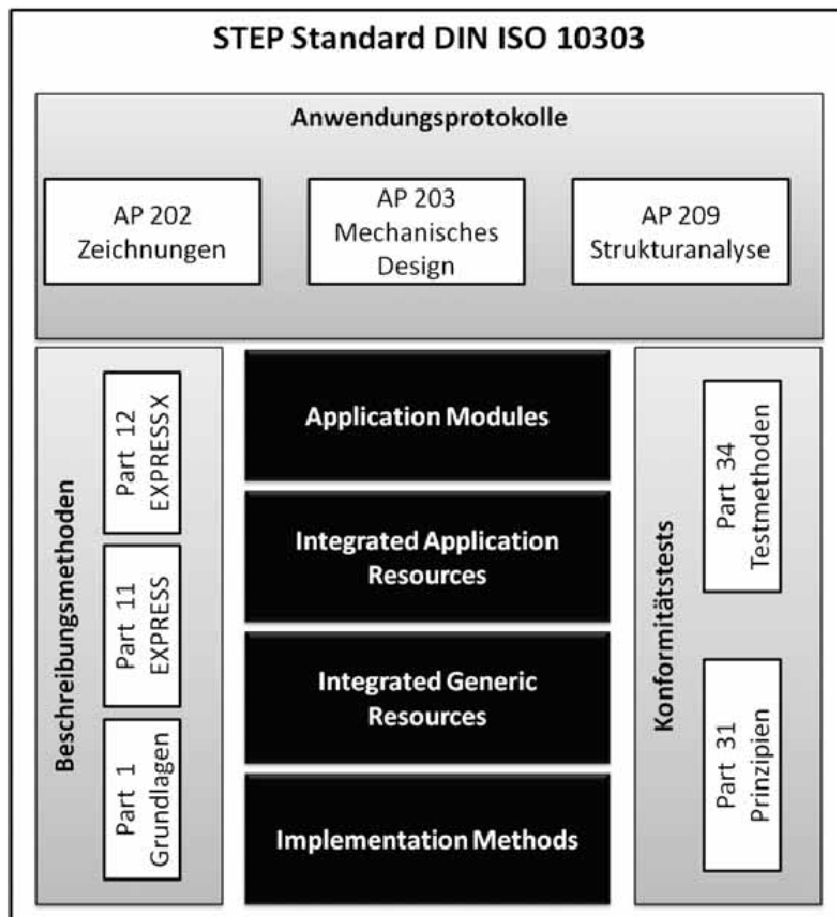 STEP Standard DIN ISO 10303
Anwendungsprotokolle
AP 202
Zeichnungen
AP 203
Mechanisches
Design
AP 209
Strukturanalyse
Beschreibungsmethoden
Part 12
EXPRESSX
Part 11
EXPRESS
Part 1
Grundlagen
Application Modules
Integrated Application
Resources
Integrated Generic
Resources
Implementation Methods
Konformitätstests
Part 34
Testmethoden
Part 31
Prinzipien